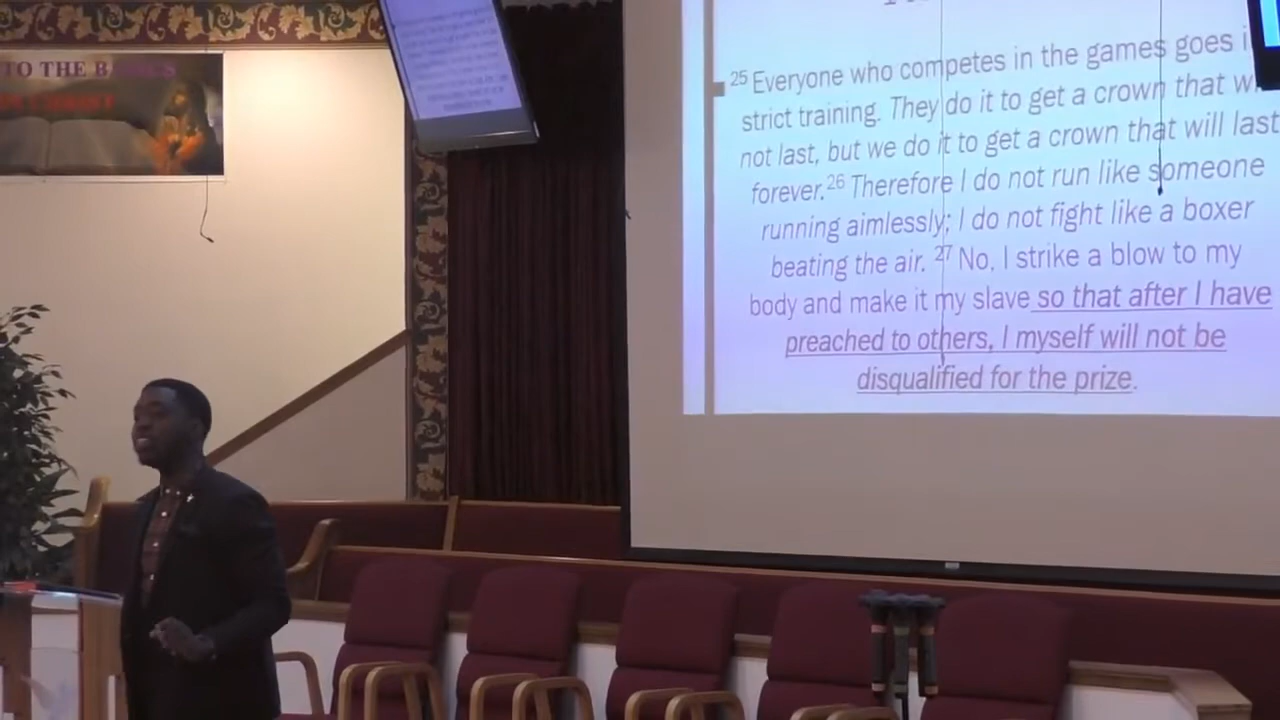 TO THE B
25 Everyone who competes in the games goes i
strict training. They do it to get a crown that w
not last, but we do it to get a crown that will last
forever.26 Therefore I do not run like someone
running aimlessly; I do not fight like a boxer
beating the air. 27 No, I strike a blow to my
body and make it my slave so that after I have
preached to others, I myself will not be
disqualified for the prize.